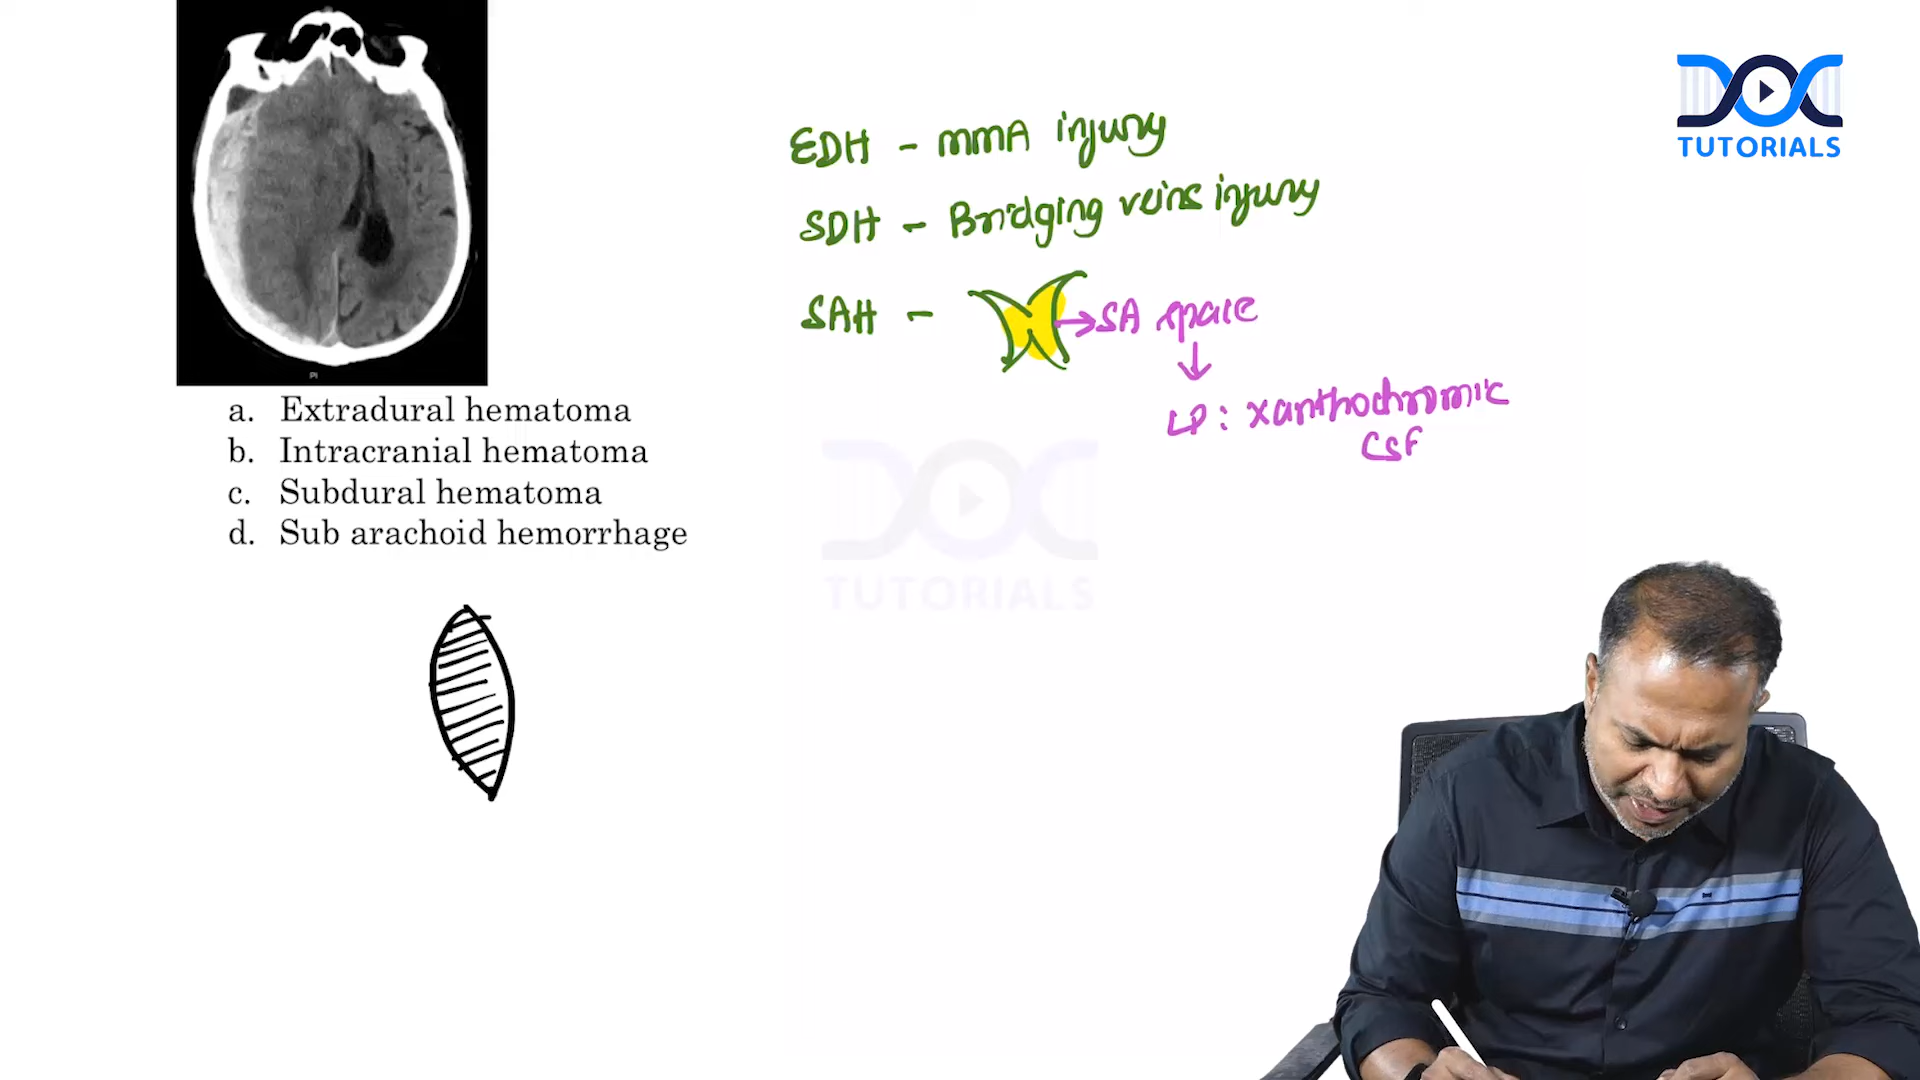 TUTORIALS
EDH - MMA injury
SDH - Bridging veins injury
SAH - → SA space
↓
LP : xanthochromic
CSF
a. Extradural hematoma
b. Intracranial hematoma
c. Subdural hematoma
d. Sub arachoid hemorrhage
TUTORIALS